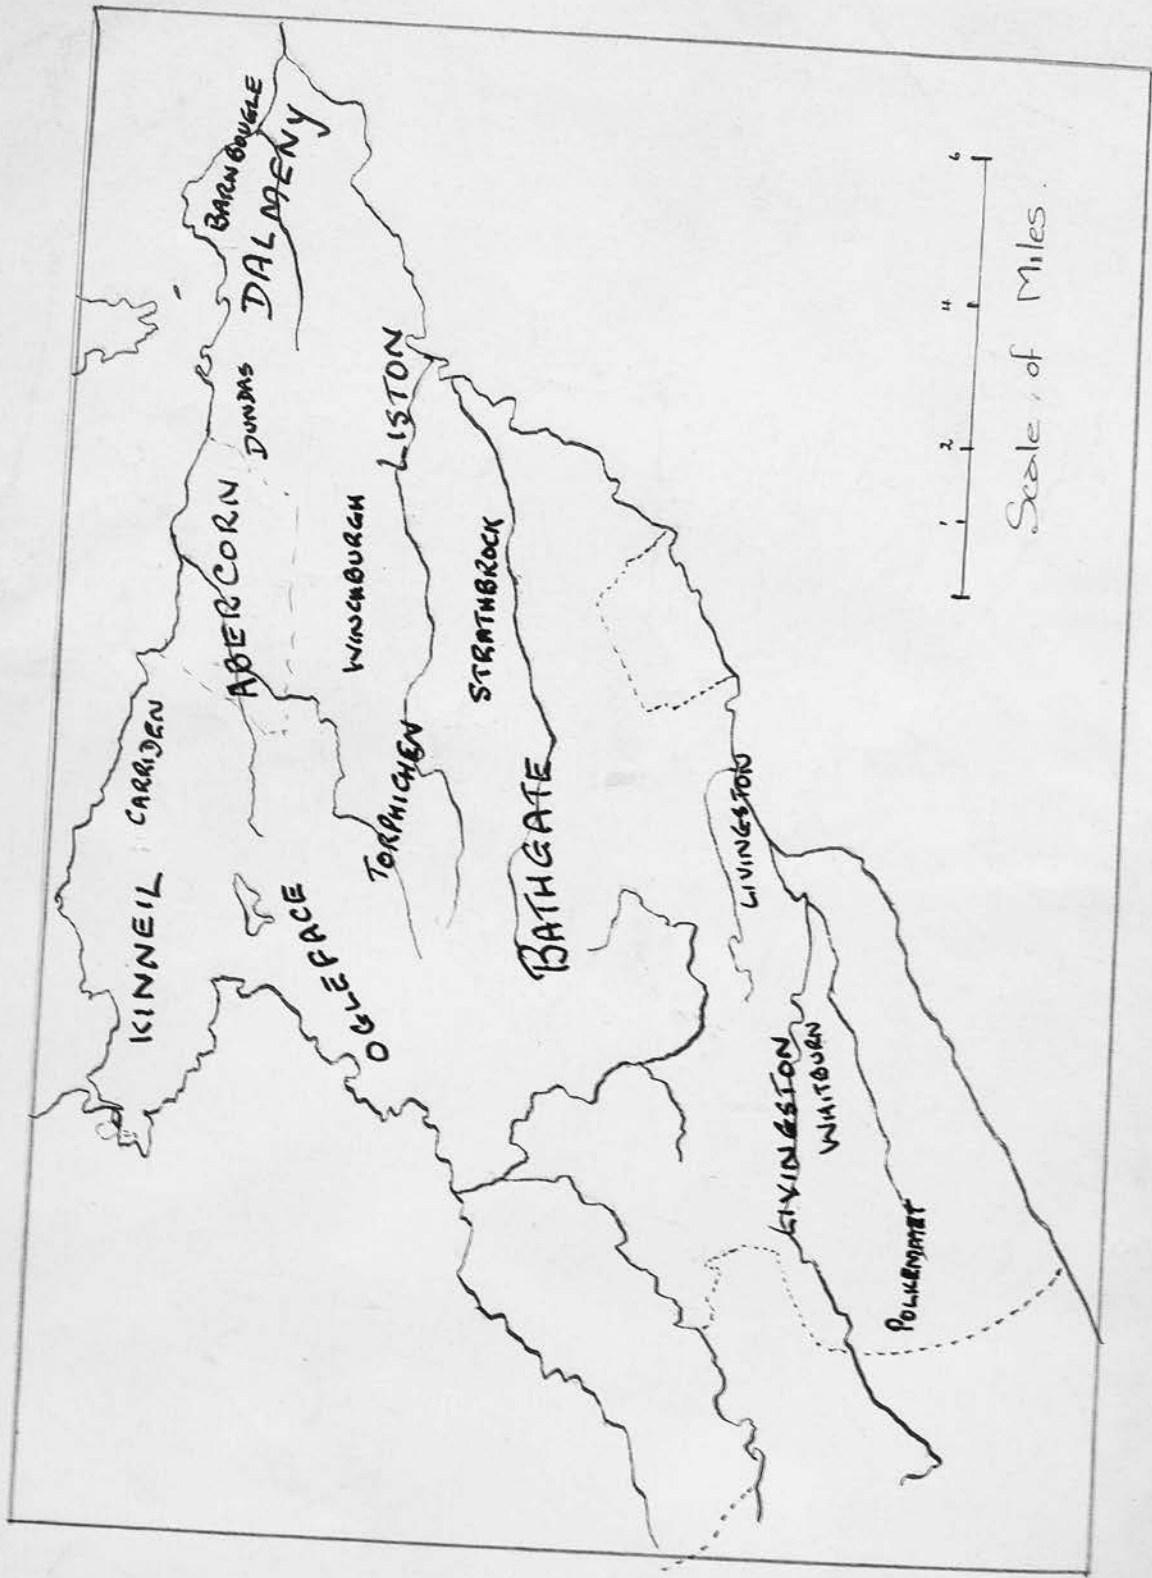 KINNEIL
CARRIDEN
ABERCORN
DUNDAS
BARNBOUGLE
DALMENY
OGLEFACE
TORPHICHEN
WINCHBURGH
LISTON
STRATHBROCK
BATHGATE
LIVINGSTON
LIVINGSTON
WHITBURN
POLKEMMET
1 2 4 6
Scale of Miles.